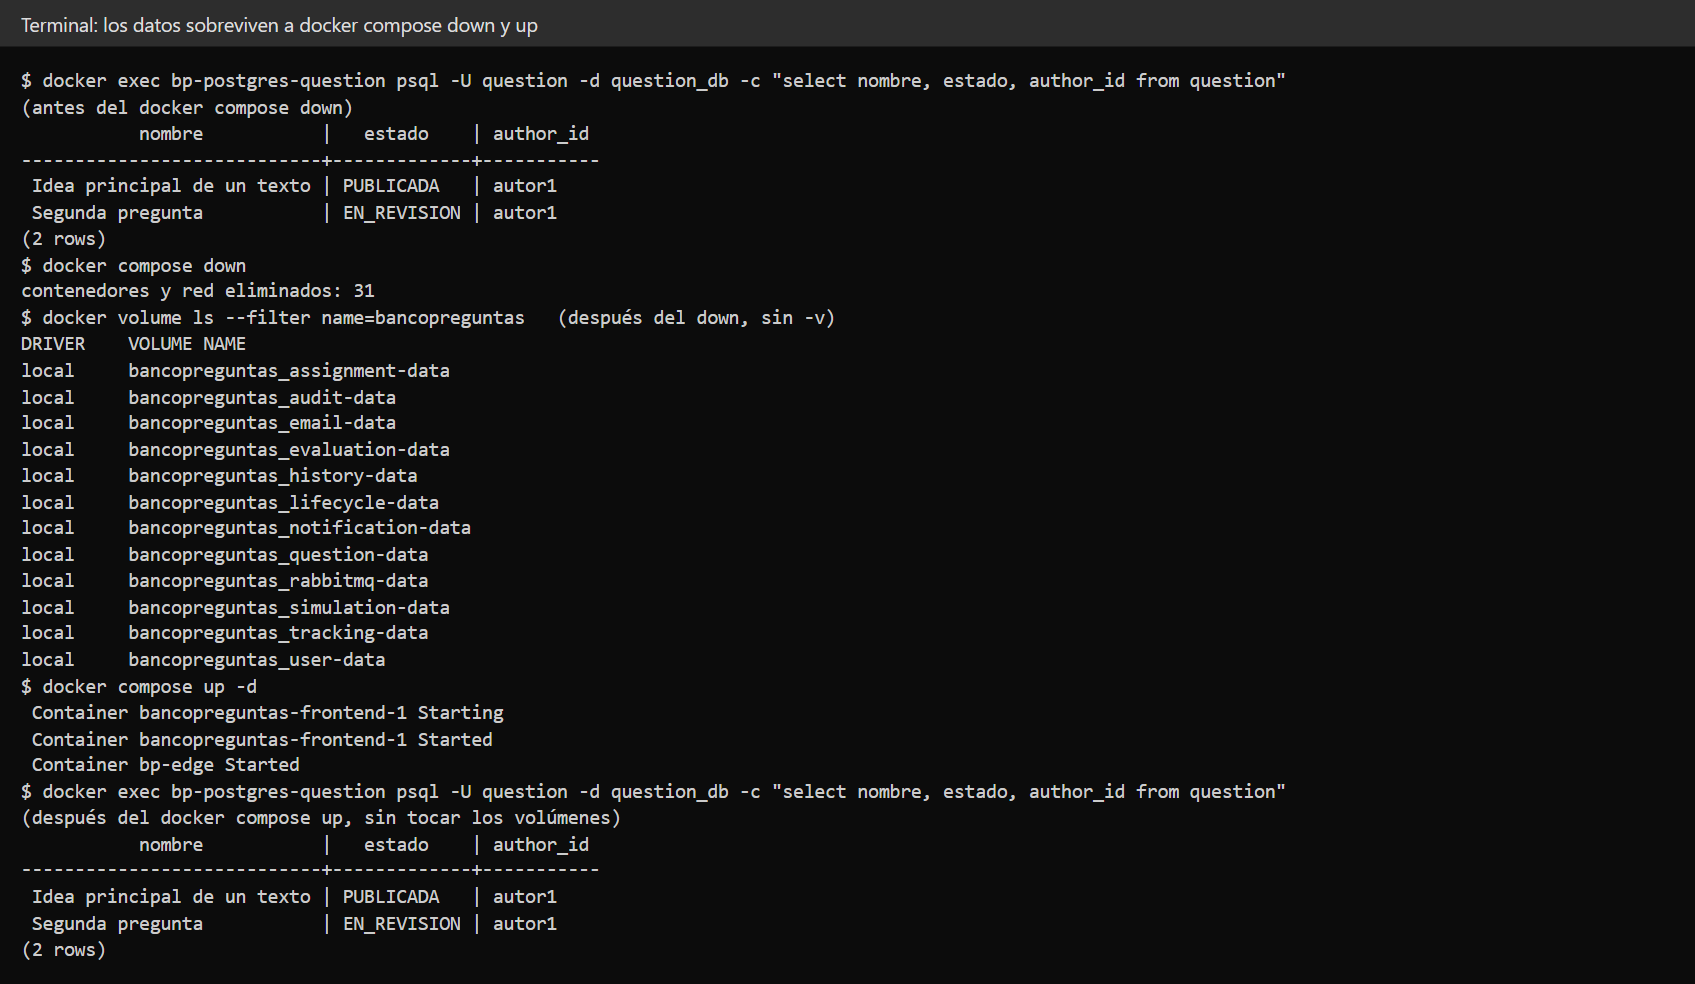 Terminal: los datos sobreviven a docker compose down y up
$ docker exec bp-postgres-question psql -U question -d question_db -c "select nombre, estado, author_id from question"
(antes del docker compose down)
           nombre           |   estado    | author_id
----------------------------+-------------+-----------
 Idea principal de un texto | PUBLICADA   | autor1
 Segunda pregunta           | EN_REVISION | autor1
(2 rows)
$ docker compose down
contenedores y red eliminados: 31
$ docker volume ls --filter name=bancopreguntas   (después del down, sin -v)
DRIVER    VOLUME NAME
local     bancopreguntas_assignment-data
local     bancopreguntas_audit-data
local     bancopreguntas_email-data
local     bancopreguntas_evaluation-data
local     bancopreguntas_history-data
local     bancopreguntas_lifecycle-data
local     bancopreguntas_notification-data
local     bancopreguntas_question-data
local     bancopreguntas_rabbitmq-data
local     bancopreguntas_simulation-data
local     bancopreguntas_tracking-data
local     bancopreguntas_user-data
$ docker compose up -d
 Container bancopreguntas-frontend-1 Starting
 Container bancopreguntas-frontend-1 Started
 Container bp-edge Started
$ docker exec bp-postgres-question psql -U question -d question_db -c "select nombre, estado, author_id from question"
(después del docker compose up, sin tocar los volúmenes)
           nombre           |   estado    | author_id
----------------------------+-------------+-----------
 Idea principal de un texto | PUBLICADA   | autor1
 Segunda pregunta           | EN_REVISION | autor1
(2 rows)